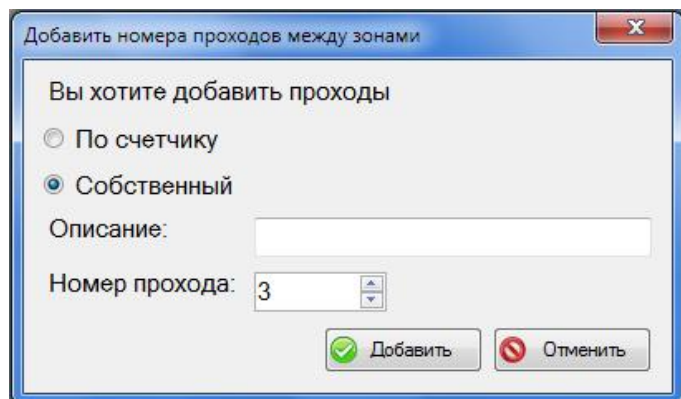 Добавить номера проходов между зонами
Вы хотите добавить проходы
По счетчику
Собственный
Описание:
Номер прохода: 3
Добавить Отменить